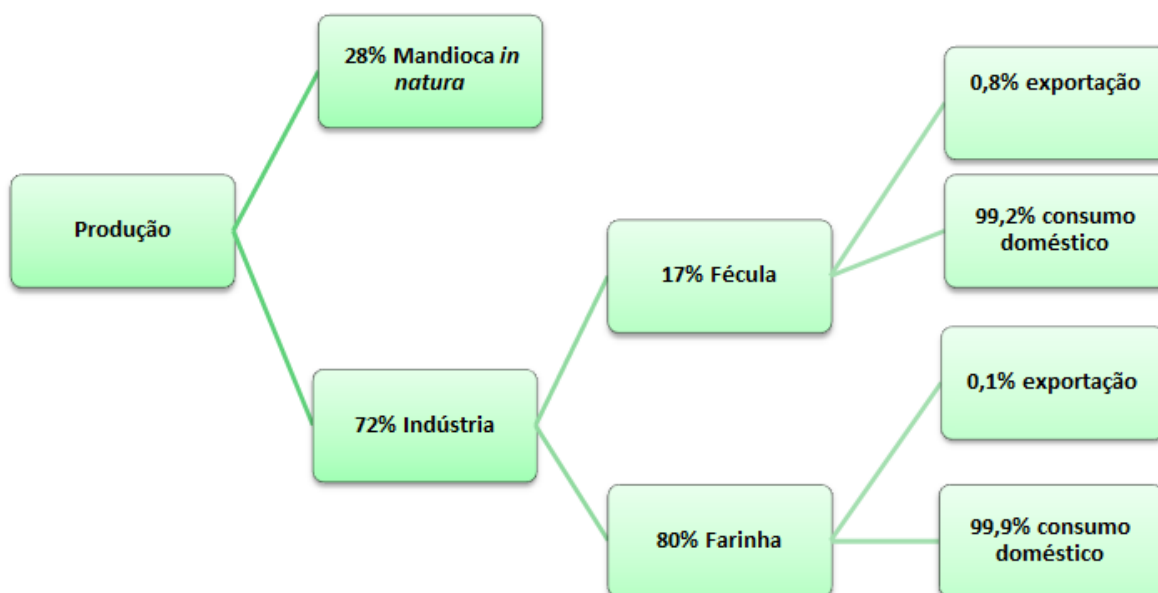 28% Mandioca in
natura
0,8% exportação
Produção
99,2% consumo
doméstico
17% Fécula
0,1% exportação
72% Indústria
80% Farinha
99,9% consumo
doméstico